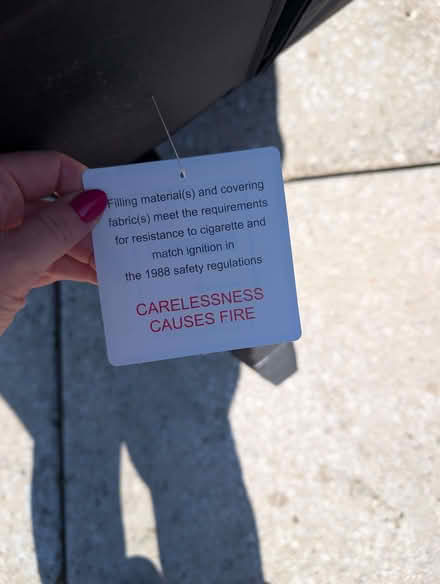 Filling material(s) and covering
fabric(s) meet the requirements
for resistance to cigarette and
match ignition in
the 1988 safety regulations
CARELESSNESS
CAUSES FIRE